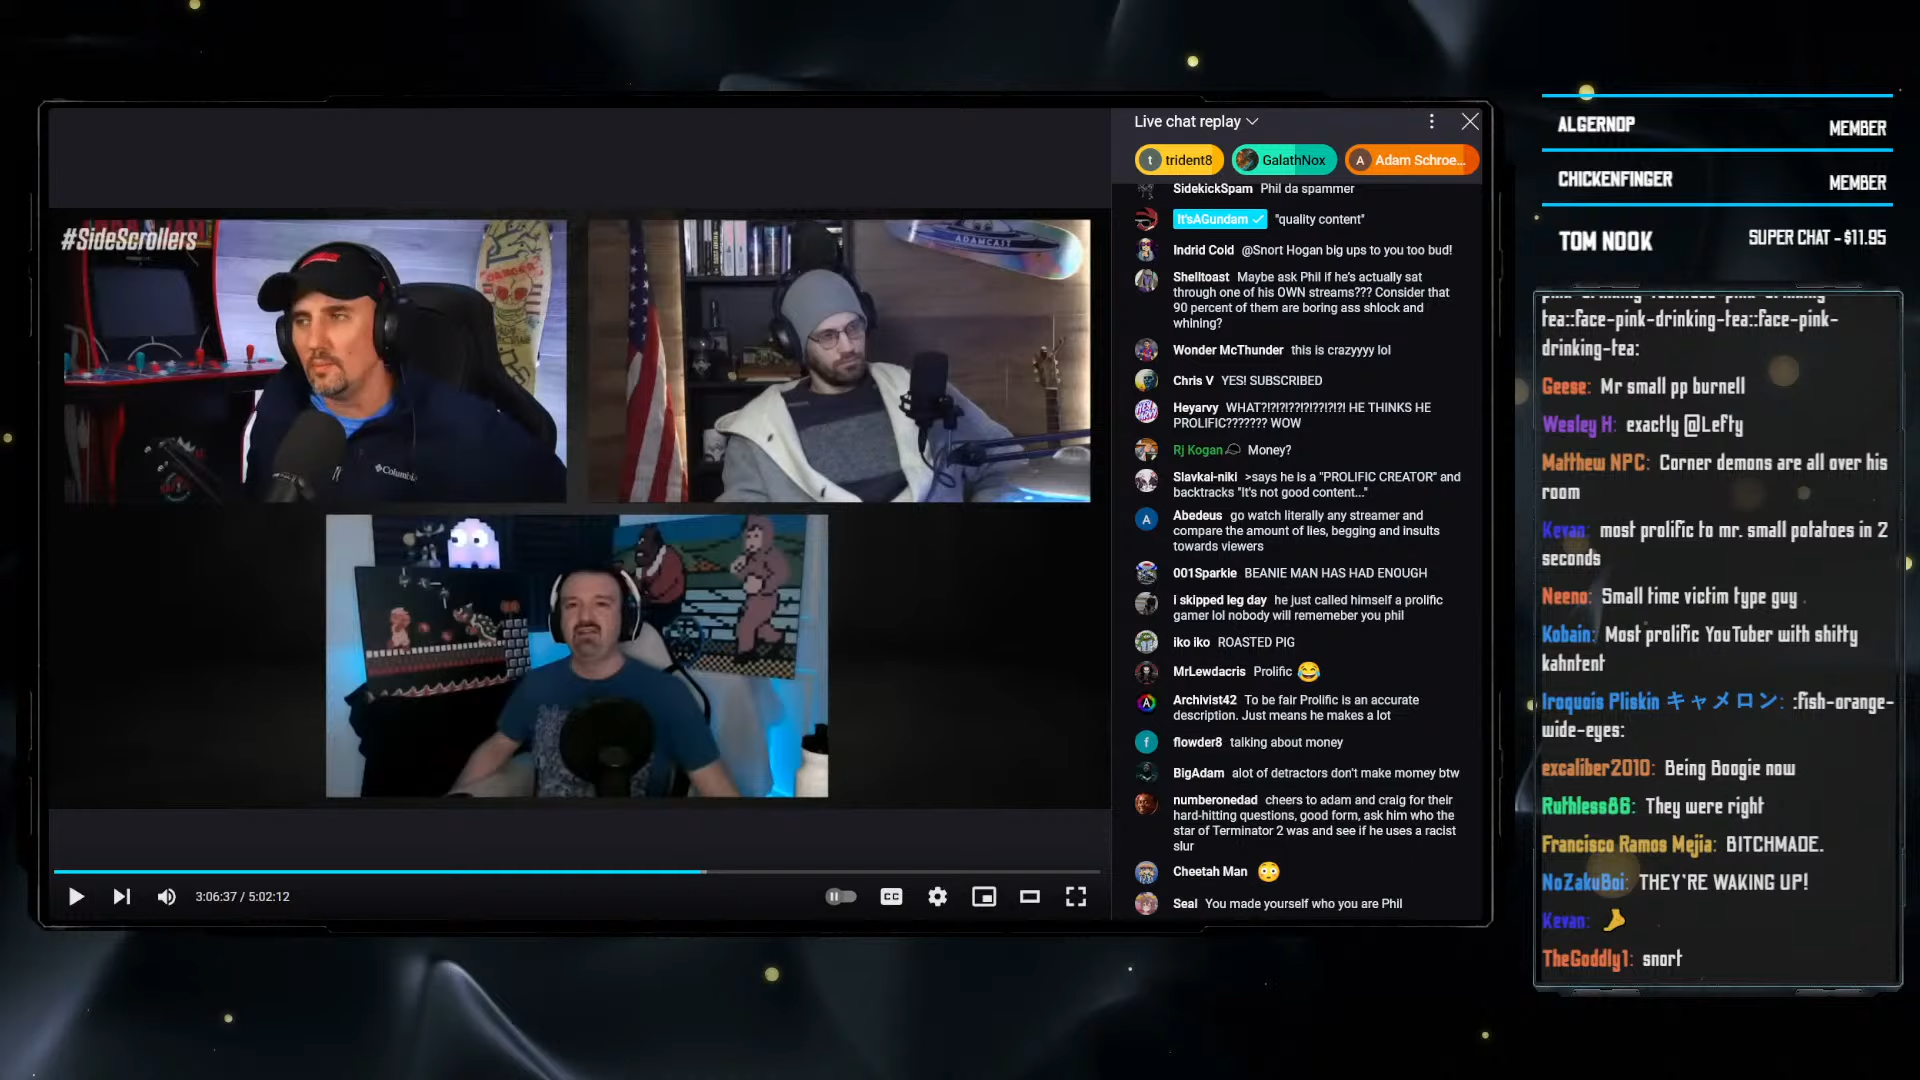 #SideScrollers
ADAMCAST
Columbia
3:06:37 / 5:02:12
CC
Live chat replay
t trident8
GalathNox
A Adam Schroe...
SidekickSpam Phil da spammer
It'sAGundam "quality content"
Indrid Cold @Snort Hogan big ups to you too bud!
Shelltoast Maybe ask Phil if he's actually sat
through one of his OWN streams??? Consider that
90 percent of them are boring ass shlock and
whining?
Wonder McThunder this is crazyyyy lol
Chris V YES! SUBSCRIBED
Heyarvy WHAT?!?!?!??!?!??!?!?! HE THINKS HE
PROLIFIC??????? WOW
Rj Kogan Money?
Slavkai-niki >says he is a "PROLIFIC CREATOR" and
backtracks "It's not good content..."
A Abedeus go watch literally any streamer and
compare the amount of lies, begging and insults
towards viewers
001Sparkie BEANIE MAN HAS HAD ENOUGH
i skipped leg day he just called himself a prolific
gamer lol nobody will rememeber you phil
iko iko ROASTED PIG
MrLewdacris Prolific 😂
Archivist42 To be fair Prolific is an accurate
description. Just means he makes a lot
f flowder8 talking about money
BigAdam alot of detractors don't make momey btw
numberonedad cheers to adam and craig for their
hard-hitting questions, good form, ask him who the
star of Terminator 2 was and see if he uses a racist
slur
Cheetah Man 😳
Seal You made yourself who you are Phil
ALGERNOP MEMBER
CHICKENFINGER MEMBER
TOM NOOK SUPER CHAT - $11.95
tea::face-pink-drinking-tea::face-pink-
drinking-tea:
Geese: Mr small pp burnell
Wesley H: exactly @Lefty
Matthew NPC: Corner demons are all over his
room
Kevan: most prolific to mr. small potatoes in 2
seconds
Neeno: Small time victim type guy
Kobain: Most prolific YouTuber with shitty
kahntent
Iroquois Pliskin キャメロン: :fish-orange-
wide-eyes:
excaliber2010: Being Boogie now
Ruthless86: They were right
Francisco Ramos Mejia: BITCHMADE.
NoZakuBoi: THEY'RE WAKING UP!
Kevan: 🦶
TheGoddly1: snort